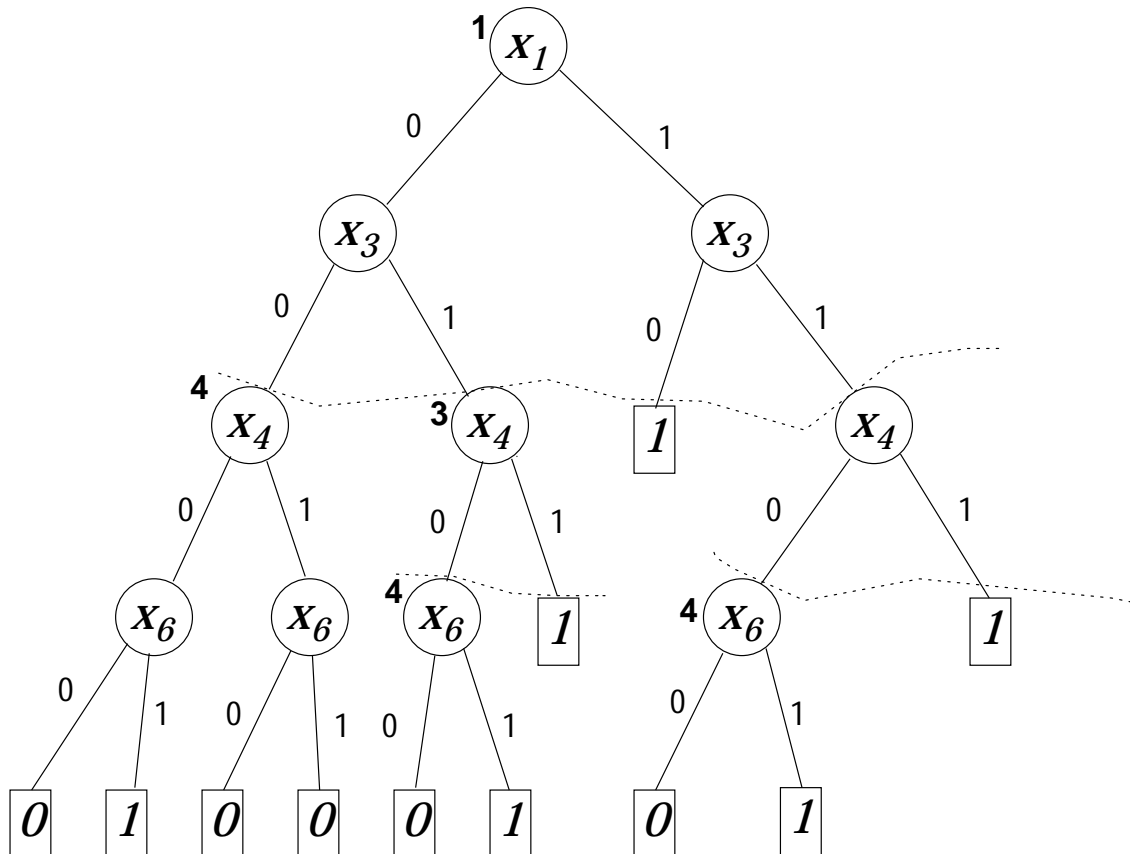 1 x1
0 1
x3 x3
0 1 0 1
4 x4 3 x4 1 x4
0 1 0 1 0 1
x6 x6 4 x6 1 4 x6 1
0 1 0 1 0 1 0 1
0 1 0 0 0 1 0 1